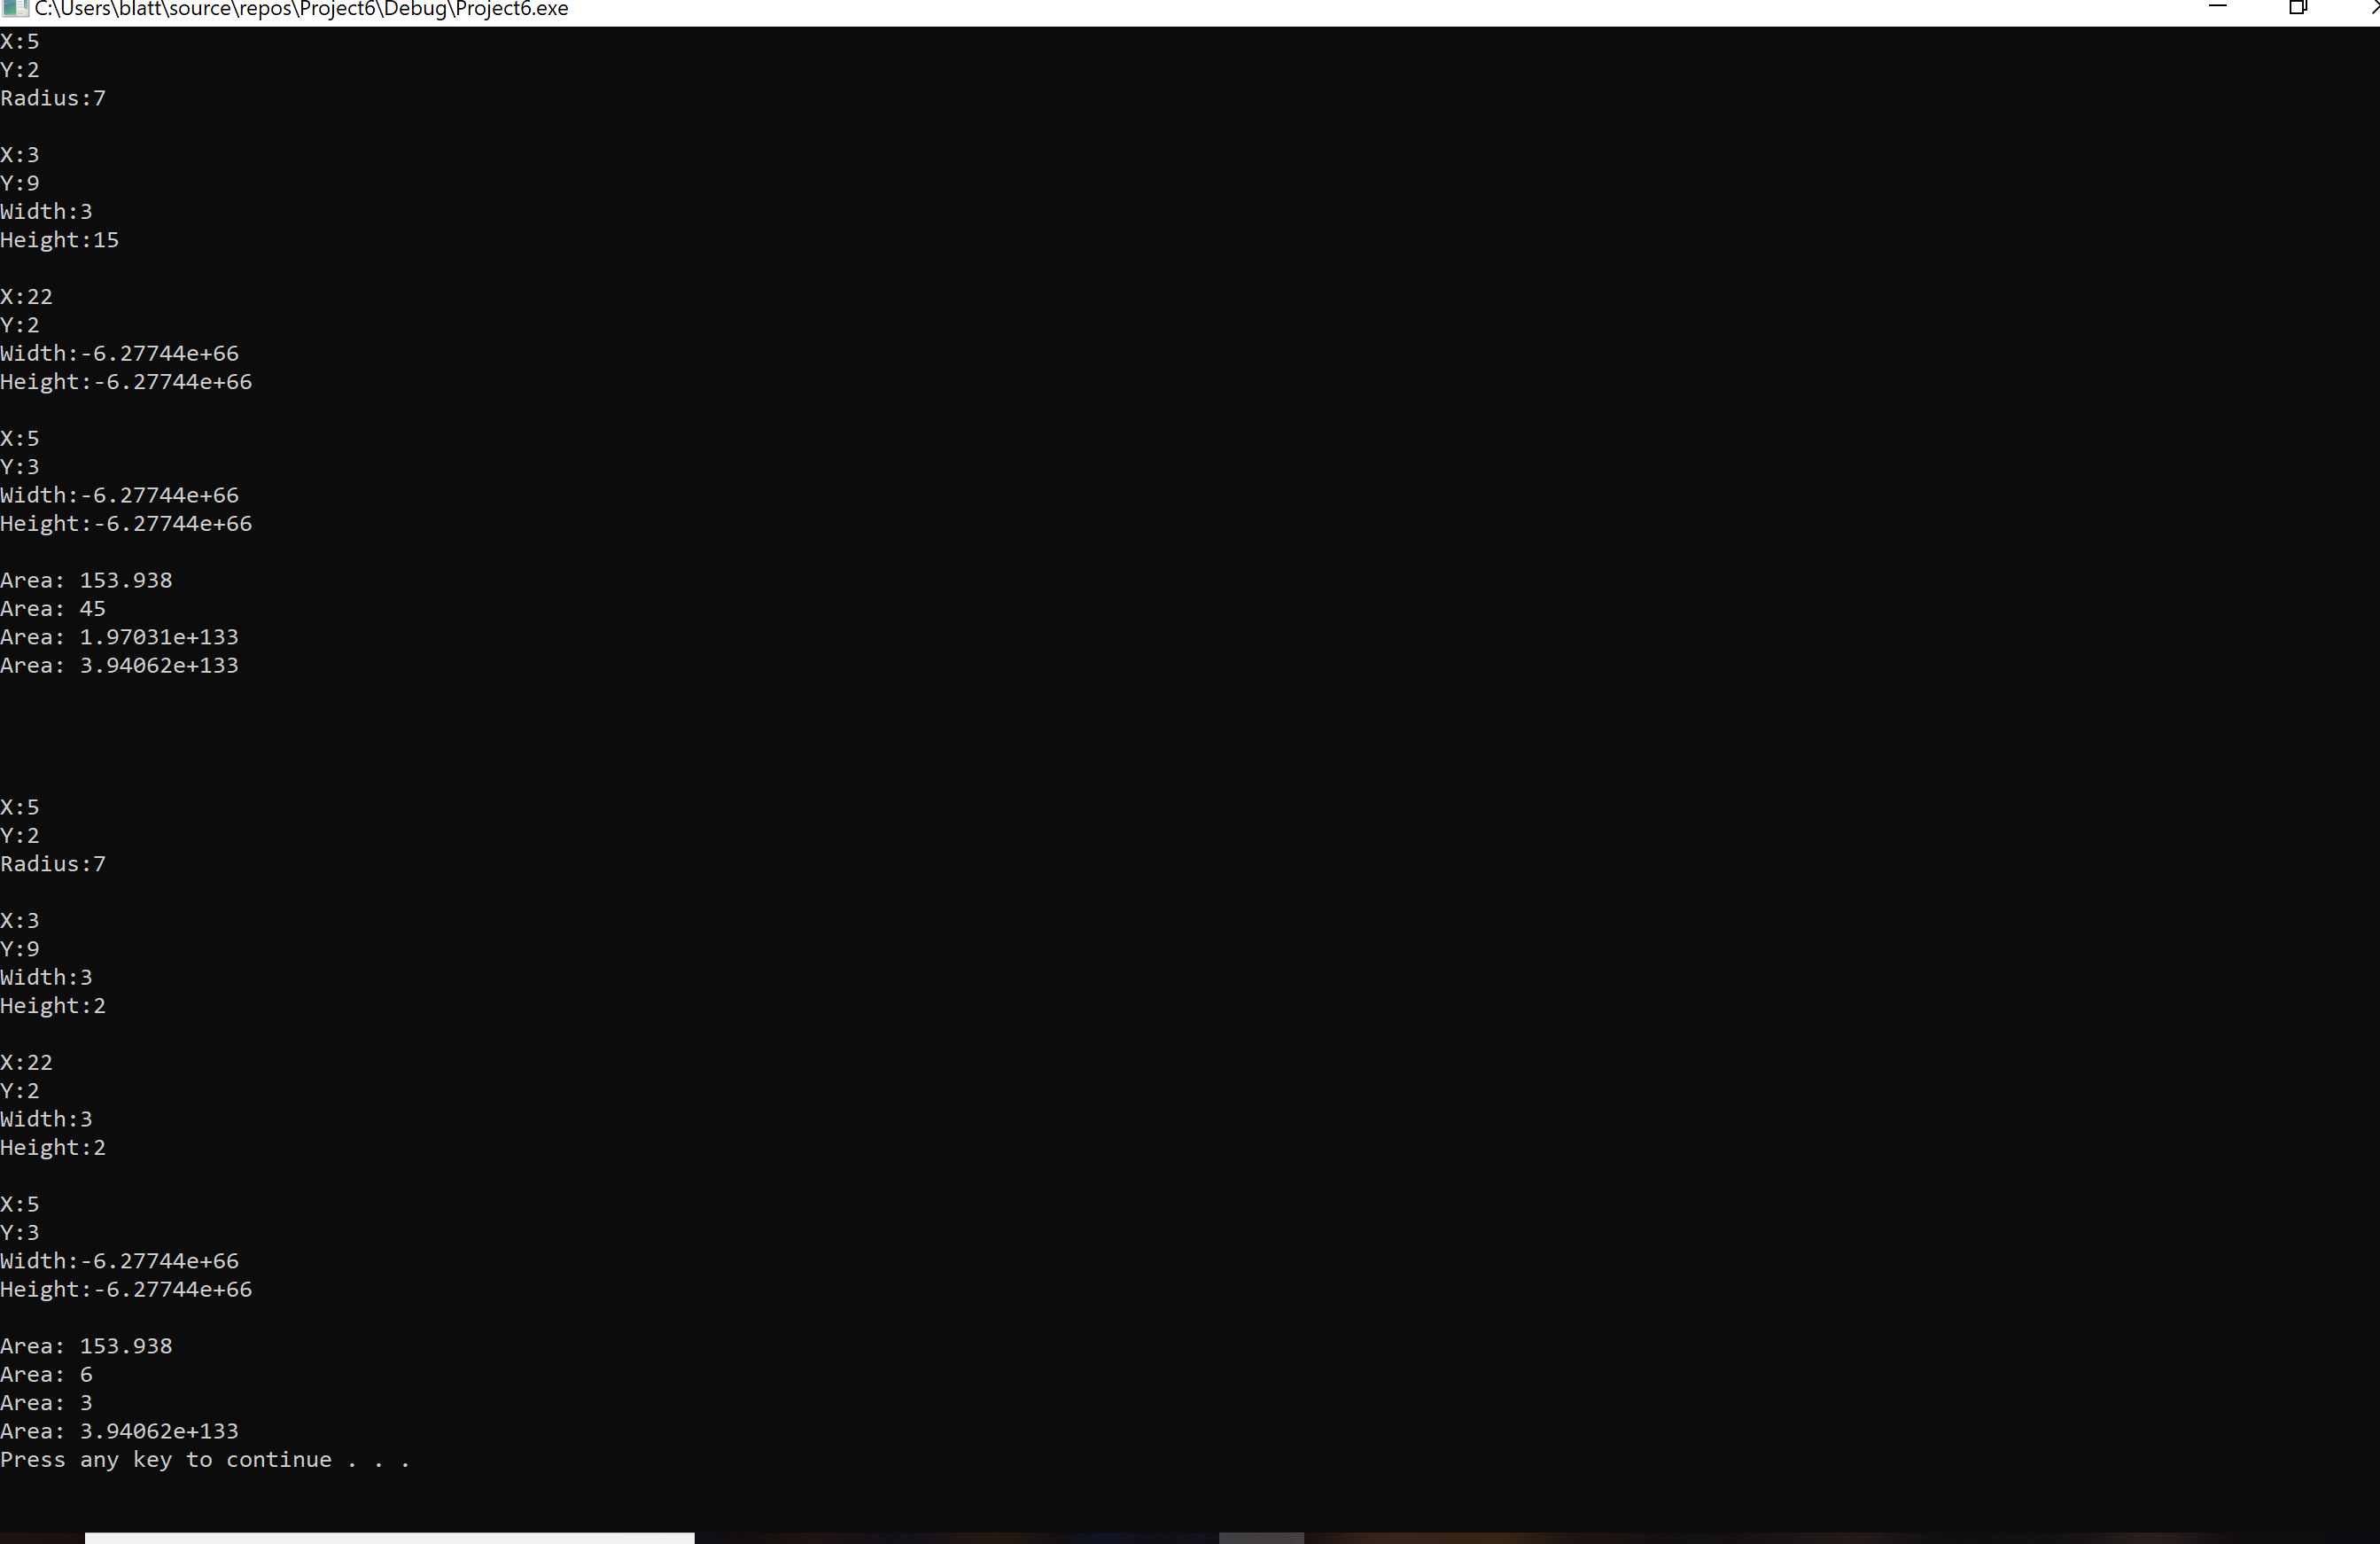 C:\Users\blatt\source\repos\Project6\Debug\Project6.exe
X:5
Y:2
Radius:7
X:3
Y:9
Width:3
Height:15
X:22
Y:2
Width:-6.27744e+66
Height:-6.27744e+66
X:5
Y:3
Width:-6.27744e+66
Height:-6.27744e+66
Area: 153.938
Area: 45
Area: 1.97031e+133
Area: 3.94062e+133
X:5
Y:2
Radius:7
X:3
Y:9
Width:3
Height:2
X:22
Y:2
Width:3
Height:2
X:5
Y:3
Width:-6.27744e+66
Height:-6.27744e+66
Area: 153.938
Area: 6
Area: 3
Area: 3.94062e+133
Press any key to continue . . .